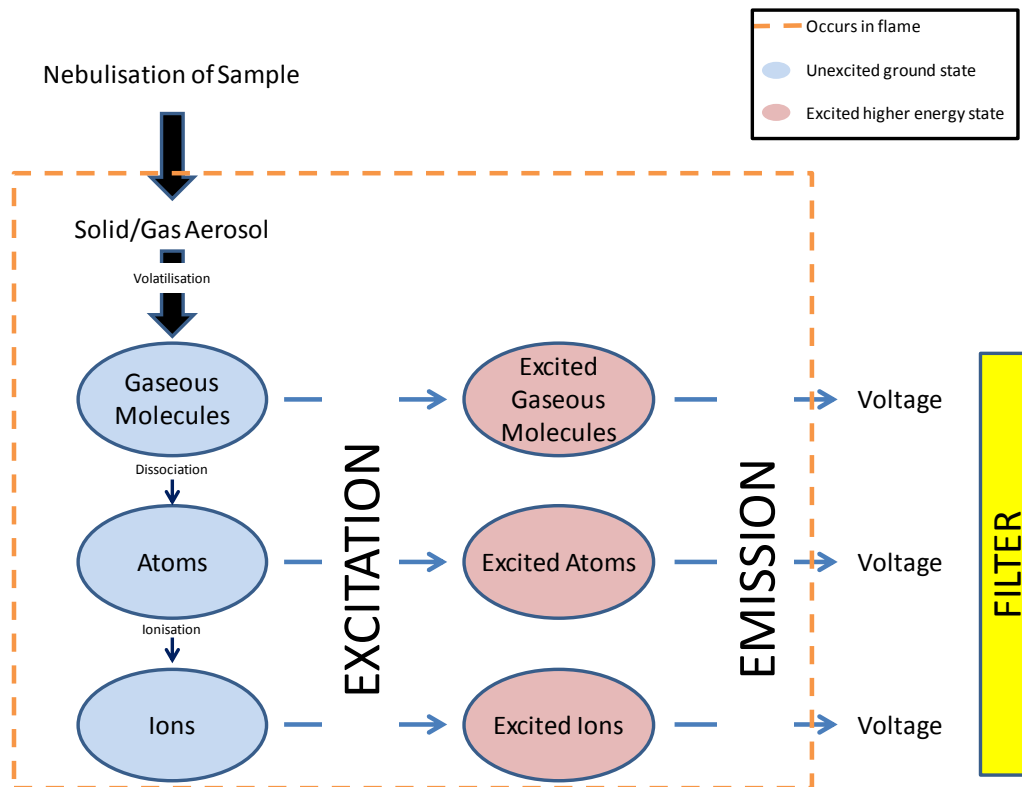 Occurs in flame
Unexcited ground state
Excited higher energy state
Nebulisation of Sample
Solid/Gas Aerosol
Volatilisation
Gaseous
Molecules
Excited
Gaseous
Molecules
Voltage
Dissociation
EXCITATION
EMISSION
FILTER
Atoms
Excited Atoms
Voltage
Ionisation
Ions
Excited Ions
Voltage